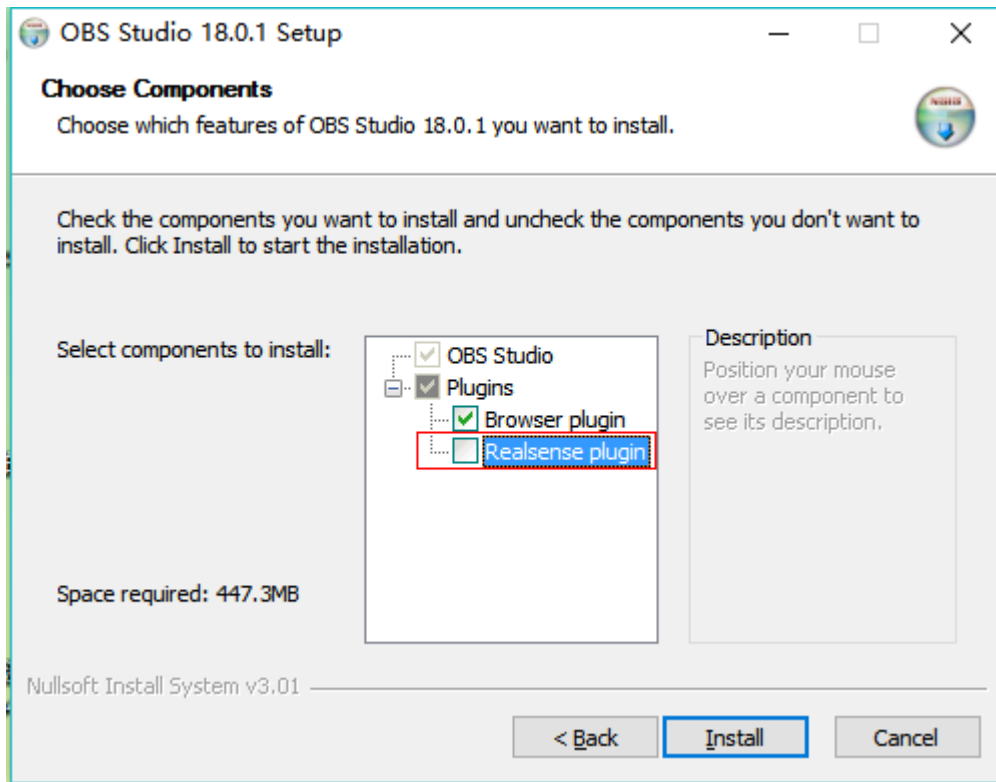 OBS Studio 18.0.1 Setup
Choose Components
Choose which features of OBS Studio 18.0.1 you want to install.
Check the components you want to install and uncheck the components you don't want to
install. Click Install to start the installation.
Select components to install:
OBS Studio
Plugins
Browser plugin
Realsense plugin
Description
Position your mouse
over a component to
see its description.
Space required: 447.3MB
Nullsoft Install System v3.01
< Back
Install
Cancel